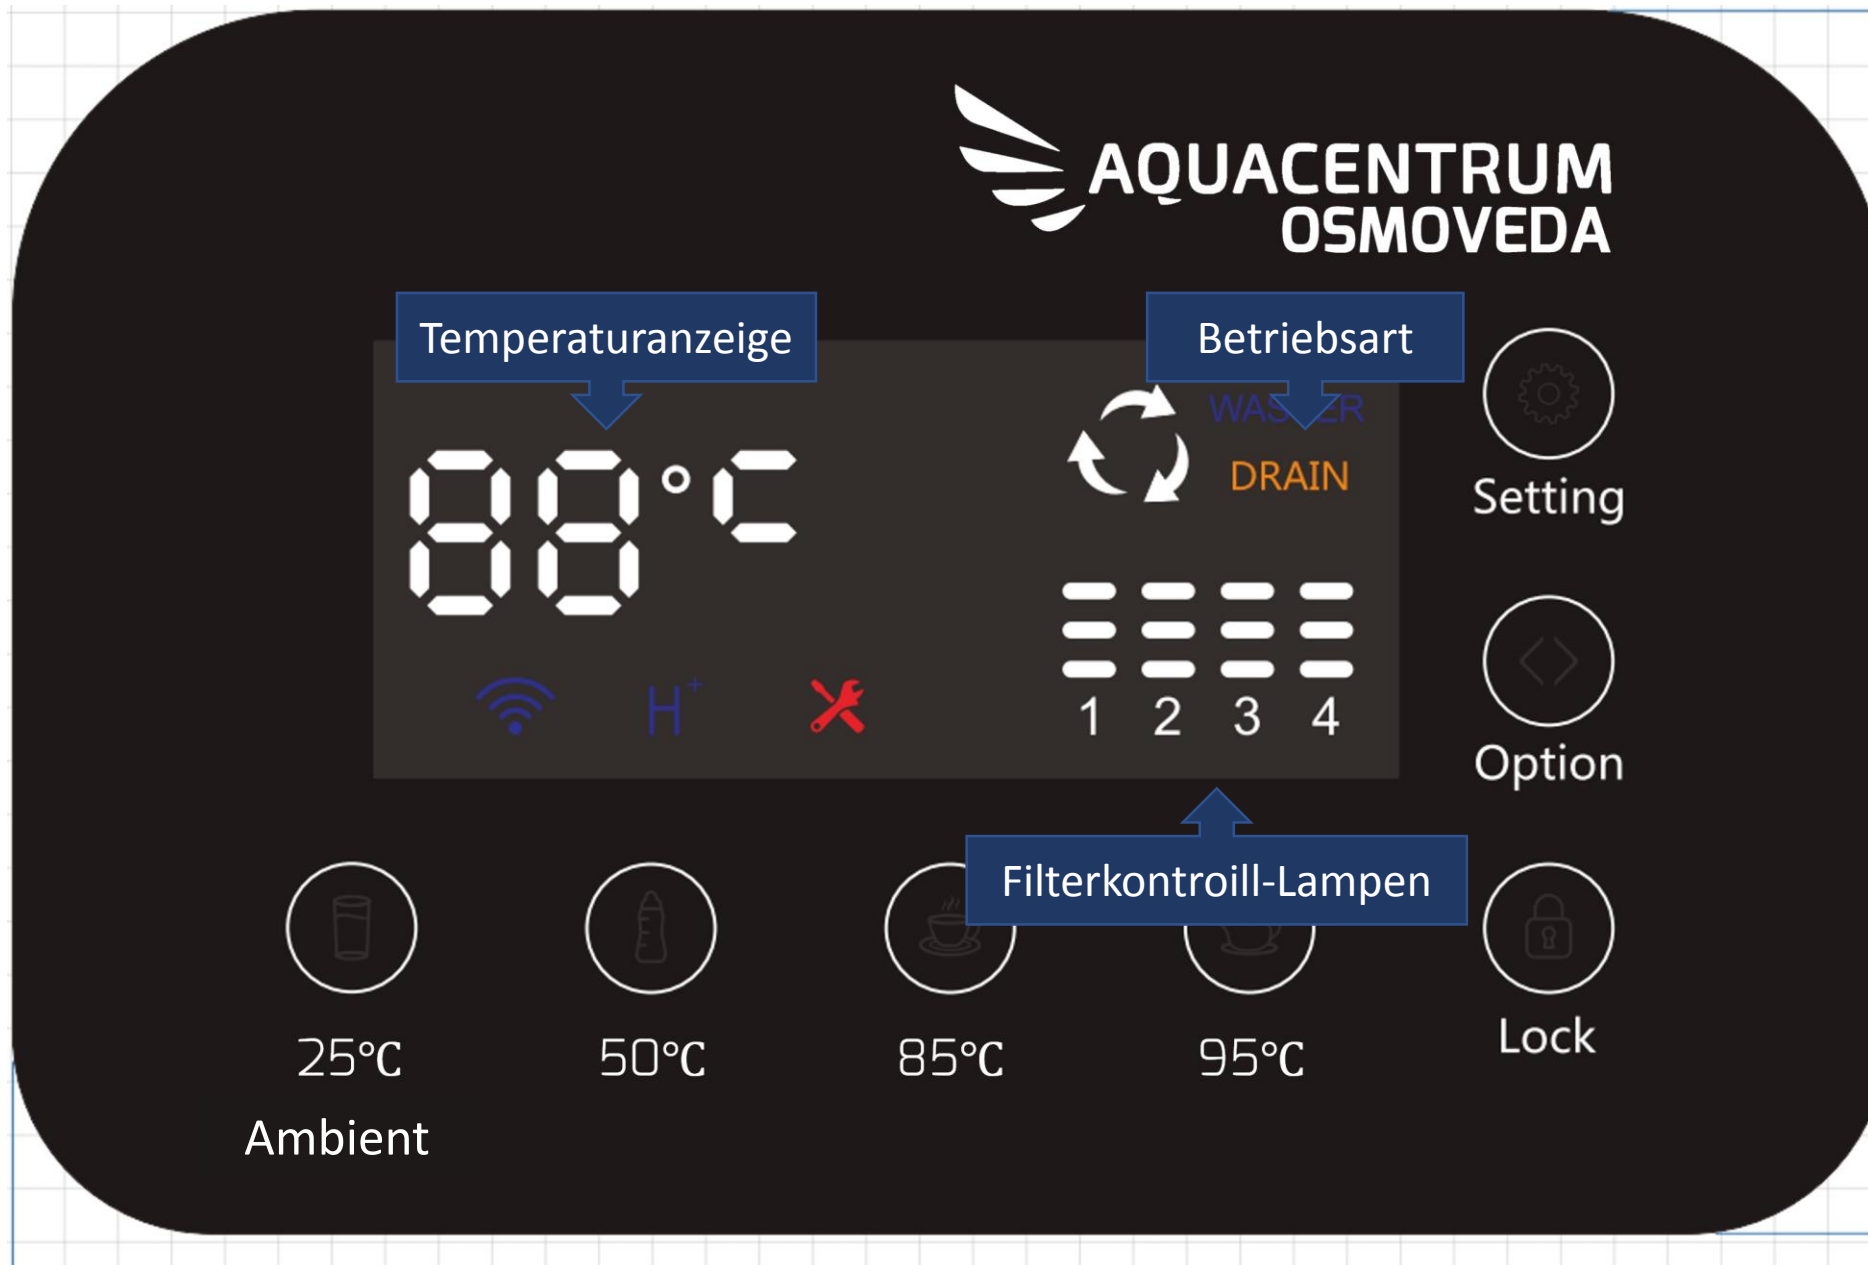 AQUACENTRUM
OSMOVEDA
Temperaturanzeige
Betriebsart
88°C
DRAIN
Setting
H+
1 2 3 4
Option
Filterkontroill-Lampen
25°C
50°C
85°C
95°C
Lock
Ambient